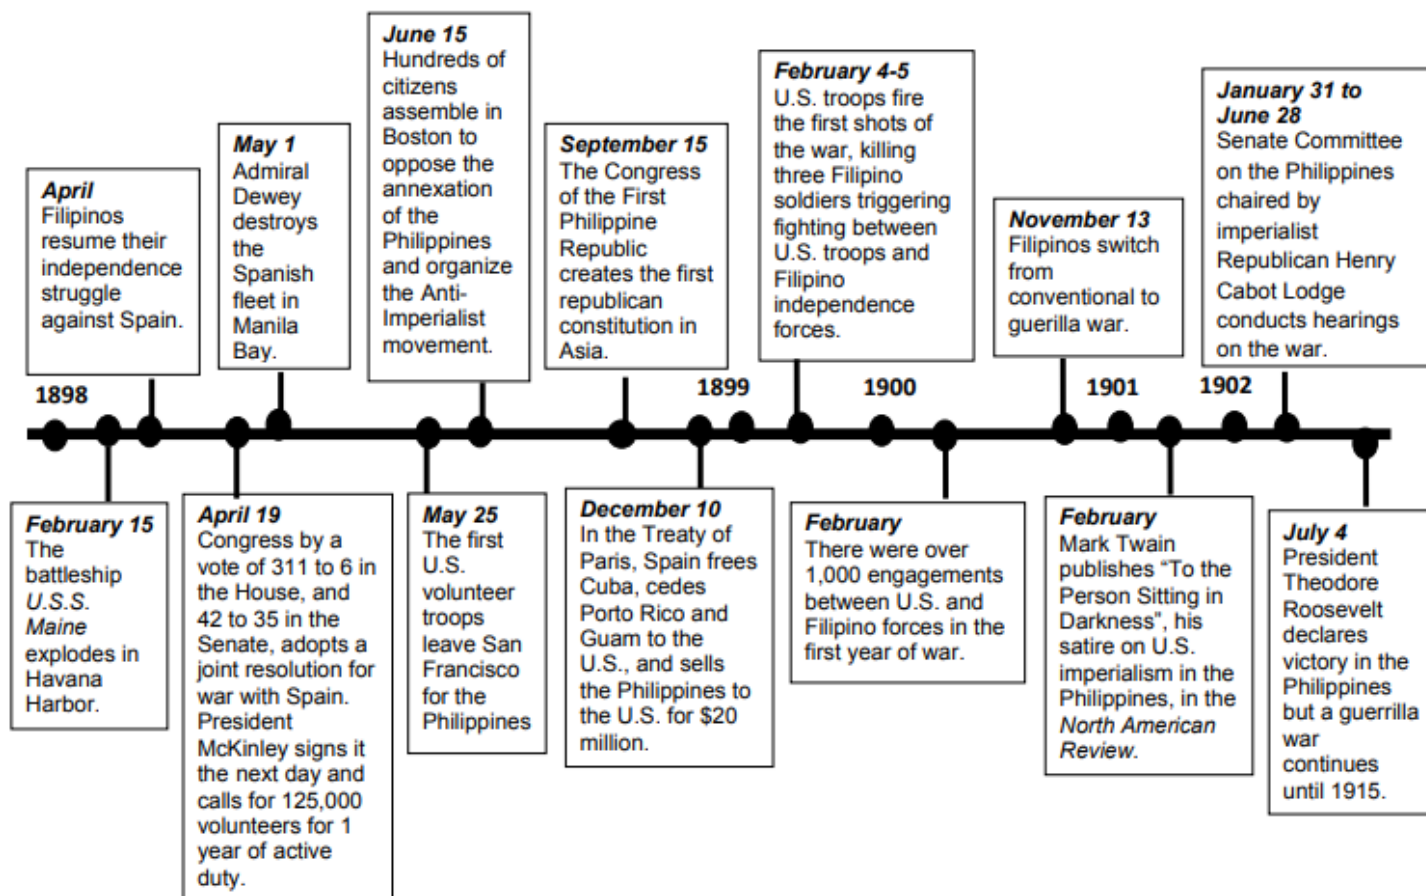 June 15
Hundreds of
citizens
assemble in
Boston to
oppose the
annexation
of the
Philippines
and organize
the Anti-
Imperialist
movement.
February 4-5
U.S. troops fire
the first shots of
the war, killing
three Filipino
soldiers triggering
fighting between
U.S. troops and
Filipino
independence
forces.
January 31 to
June 28
Senate Committee
on the Philippines
chaired by
imperialist
Republican Henry
Cabot Lodge
conducts hearings
on the war.
May 1
Admiral
Dewey
destroys
the
Spanish
fleet in
Manila
Bay.
September 15
The Congress
of the First
Philippine
Republic
creates the first
republican
constitution in
Asia.
April
Filipinos
resume their
independence
struggle
against Spain.
November 13
Filipinos switch
from
conventional to
guerilla war.
1898
1899
1900
1901
1902
February 15
The
battleship
U.S.S.
Maine
explodes in
Havana
Harbor.
April 19
Congress by a
vote of 311 to 6 in
the House, and
42 to 35 in the
Senate, adopts a
joint resolution for
war with Spain.
President
McKinley signs it
the next day and
calls for 125,000
volunteers for 1
year of active
duty.
May 25
The first
U.S.
volunteer
troops
leave San
Francisco
for the
Philippines
December 10
In the Treaty of
Paris, Spain frees
Cuba, cedes
Porto Rico and
Guam to the
U.S., and sells
the Philippines to
the U.S. for $20
million.
February
There were over
1,000 engagements
between U.S. and
Filipino forces in the
first year of war.
February
Mark Twain
publishes “To the
Person Sitting in
Darkness”, his
satire on U.S.
imperialism in the
Philippines, in the
North American
Review.
July 4
President
Theodore
Roosevelt
declares
victory in the
Philippines
but a guerrilla
war
continues
until 1915.